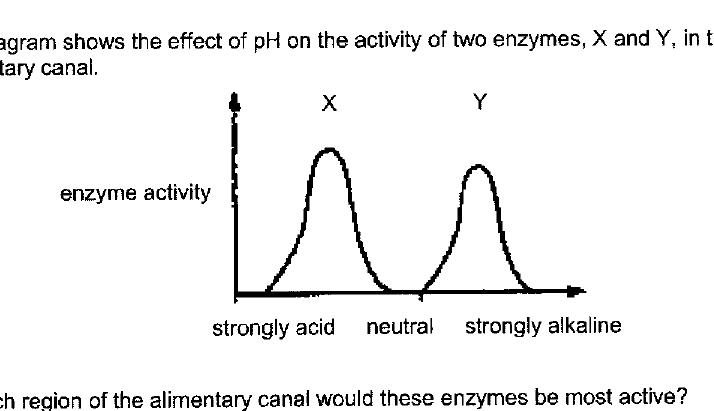 agram shows the effect of pH on the activity of two enzymes, X and Y, in t
tary canal.
X Y
enzyme activity
strongly acid neutral strongly alkaline
ch region of the alimentary canal would these enzymes be most active?